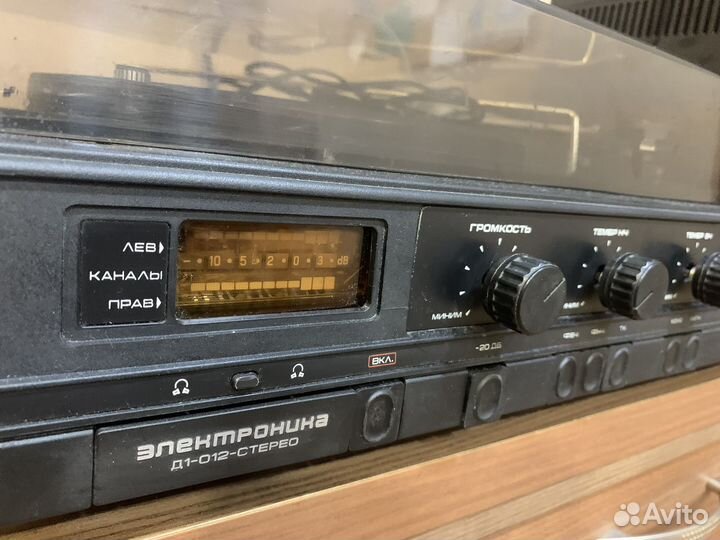 ГРОМКОСТЬ
ТЕМБР НЧ
ТЕМБР ВЧ
ЛЕВ
КАНАЛЫ
ПРАВ
- 10 5 2 0 3 dB
МИНИМ
-20 ДБ
ВКЛ.
ЭЛЕКТРОНИКА
Д1-012-СТЕРЕО
Avito